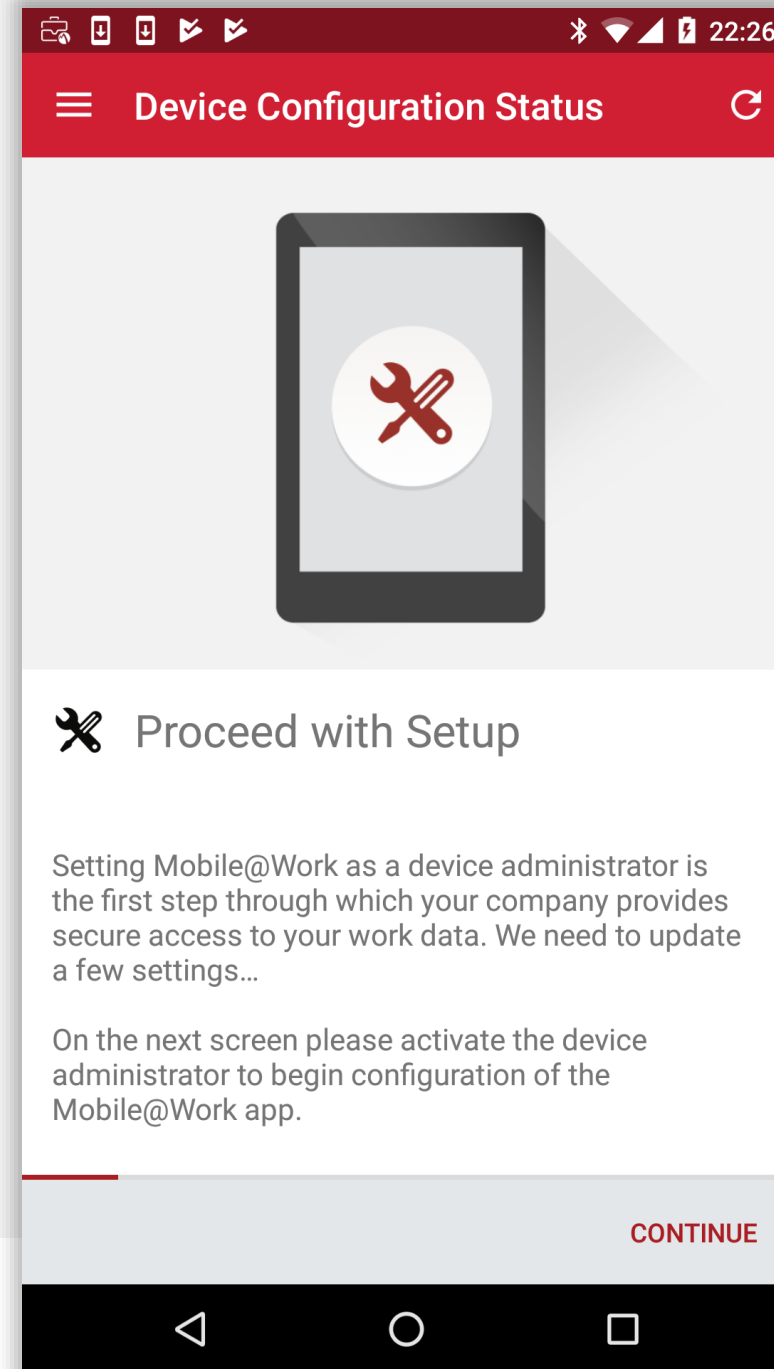 22:26
Device Configuration Status
Proceed with Setup
Setting Mobile@Work as a device administrator is
the first step through which your company provides
secure access to your work data. We need to update
a few settings…
On the next screen please activate the device
administrator to begin configuration of the
Mobile@Work app.
CONTINUE